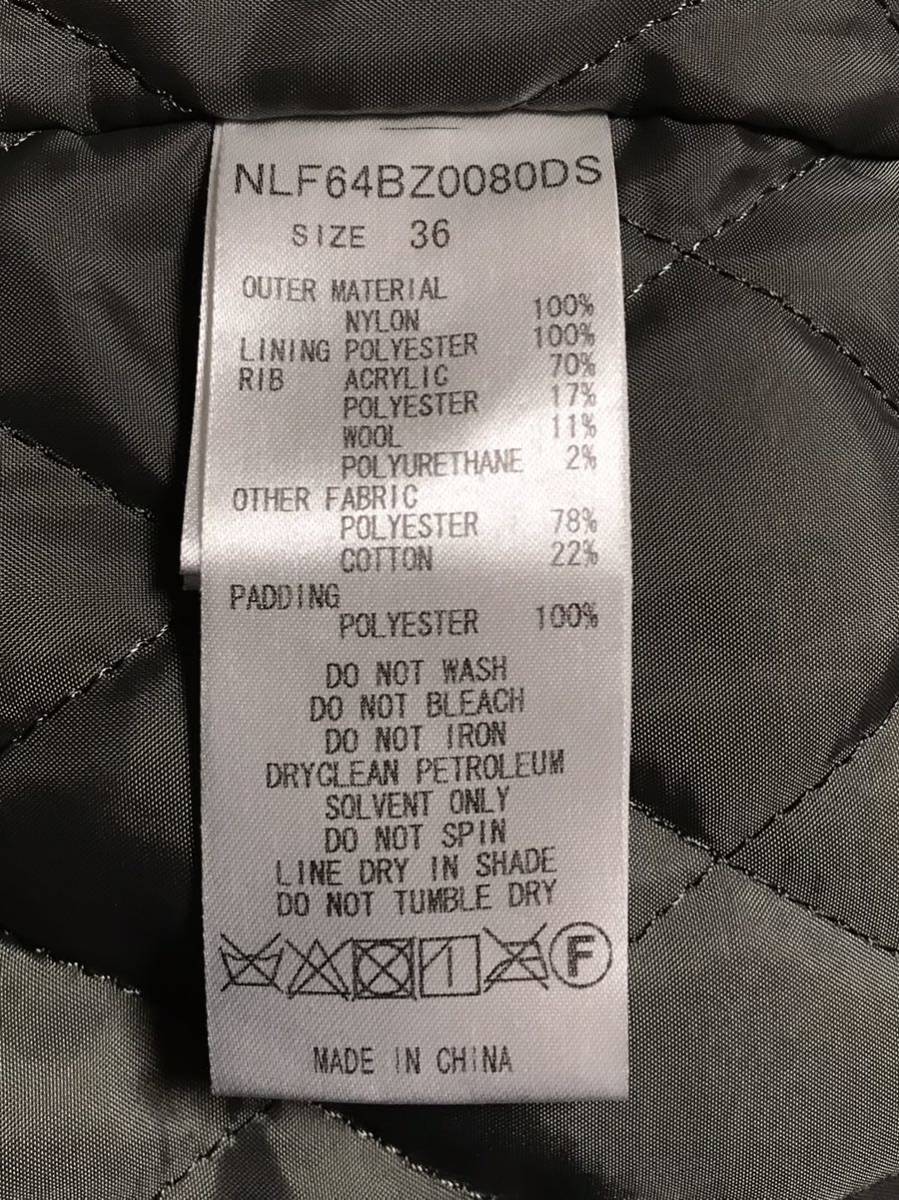 NLF64BZ0080DS
SIZE 36
OUTER MATERIAL
NYLON 100%
LINING POLYESTER 100%
RIB ACRYLIC 70%
POLYESTER 17%
WOOL 11%
POLYURETHANE 2%
OTHER FABRIC
POLYESTER 78%
COTTON 22%
PADDING
POLYESTER 100%
DO NOT WASH
DO NOT BLEACH
DO NOT IRON
DRYCLEAN PETROLEUM
SOLVENT ONLY
DO NOT SPIN
LINE DRY IN SHADE
DO NOT TUMBLE DRY
F
MADE IN CHINA